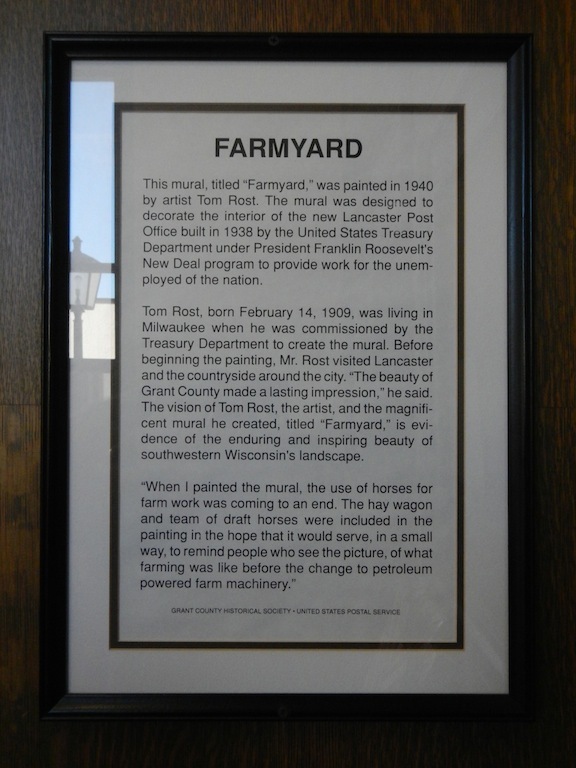 FARMYARD
This mural, titled “Farmyard,” was painted in 1940
by artist Tom Rost. The mural was designed to
decorate the interior of the new Lancaster Post
Office built in 1938 by the United States Treasury
Department under President Franklin Roosevelt's
New Deal program to provide work for the unem-
ployed of the nation.
Tom Rost, born February 14, 1909, was living in
Milwaukee when he was commissioned by the
Treasury Department to create the mural. Before
beginning the painting, Mr. Rost visited Lancaster
and the countryside around the city. “The beauty of
Grant County made a lasting impression,” he said.
The vision of Tom Rost, the artist, and the magnifi-
cent mural he created, titled “Farmyard,” is evi-
dence of the enduring and inspiring beauty of
southwestern Wisconsin's landscape.
“When I painted the mural, the use of horses for
farm work was coming to an end. The hay wagon
and team of draft horses were included in the
painting in the hope that it would serve, in a small
way, to remind people who see the picture, of what
farming was like before the change to petroleum
powered farm machinery.”
GRANT COUNTY HISTORICAL SOCIETY • UNITED STATES POSTAL SERVICE